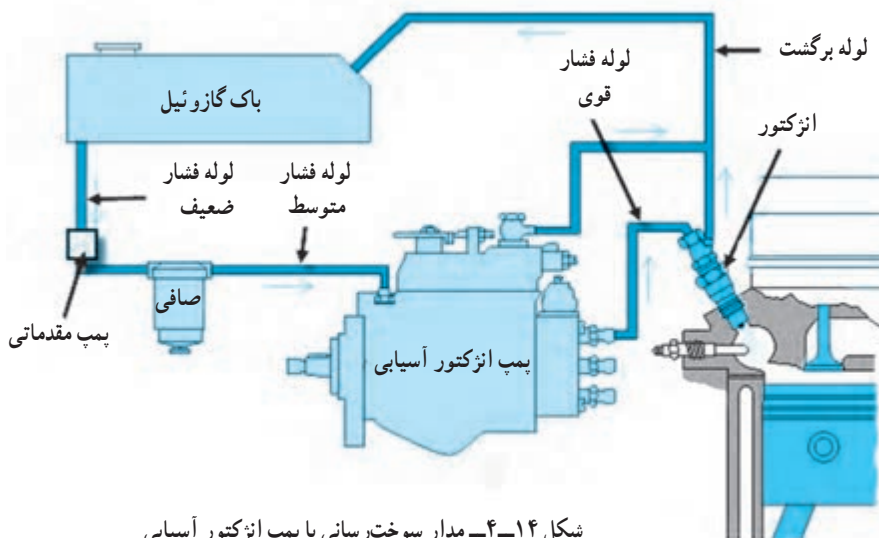 لوله برگشت
لوله فشار
قوی
انژکتور
باک گازوئیل
لوله فشار
متوسط
لوله فشار
ضعیف
صافی
پمپ مقدماتی
پمپ انژکتور آسیابی
شکل ۱۴ــ۴ــ مدار سوخت‌رسانی با پمپ انژکتور آسیابی